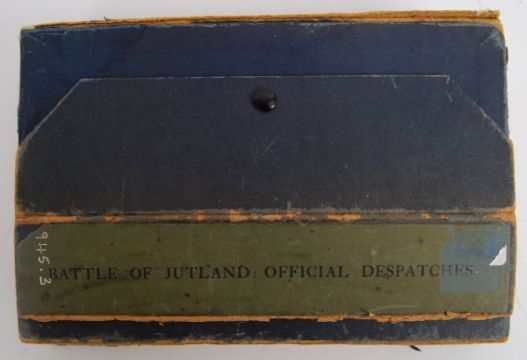 945.3
BATTLE OF JUTLAND: OFFICIAL DESPATCHES.